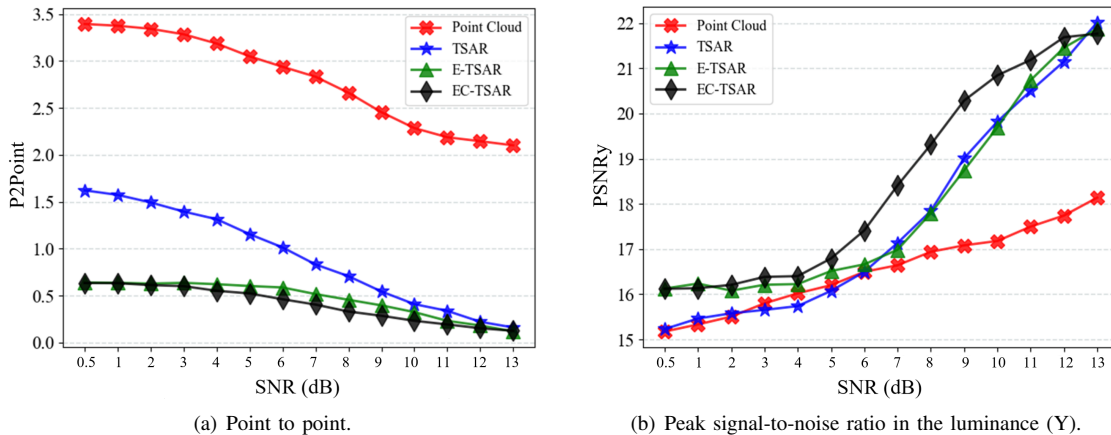 3.5
3.0
2.5
2.0
1.5
1.0
0.5
0.0
P2Point
Point Cloud
TSAR
E-TSAR
EC-TSAR
0.5 1 2 3 4 5 6 7 8 9 10 11 12 13
SNR (dB)
(a) Point to point.
22
21
20
19
18
17
16
15
PSNRy
Point Cloud
TSAR
E-TSAR
EC-TSAR
0.5 1 2 3 4 5 6 7 8 9 10 11 12 13
SNR (dB)
(b) Peak signal-to-noise ratio in the luminance (Y).